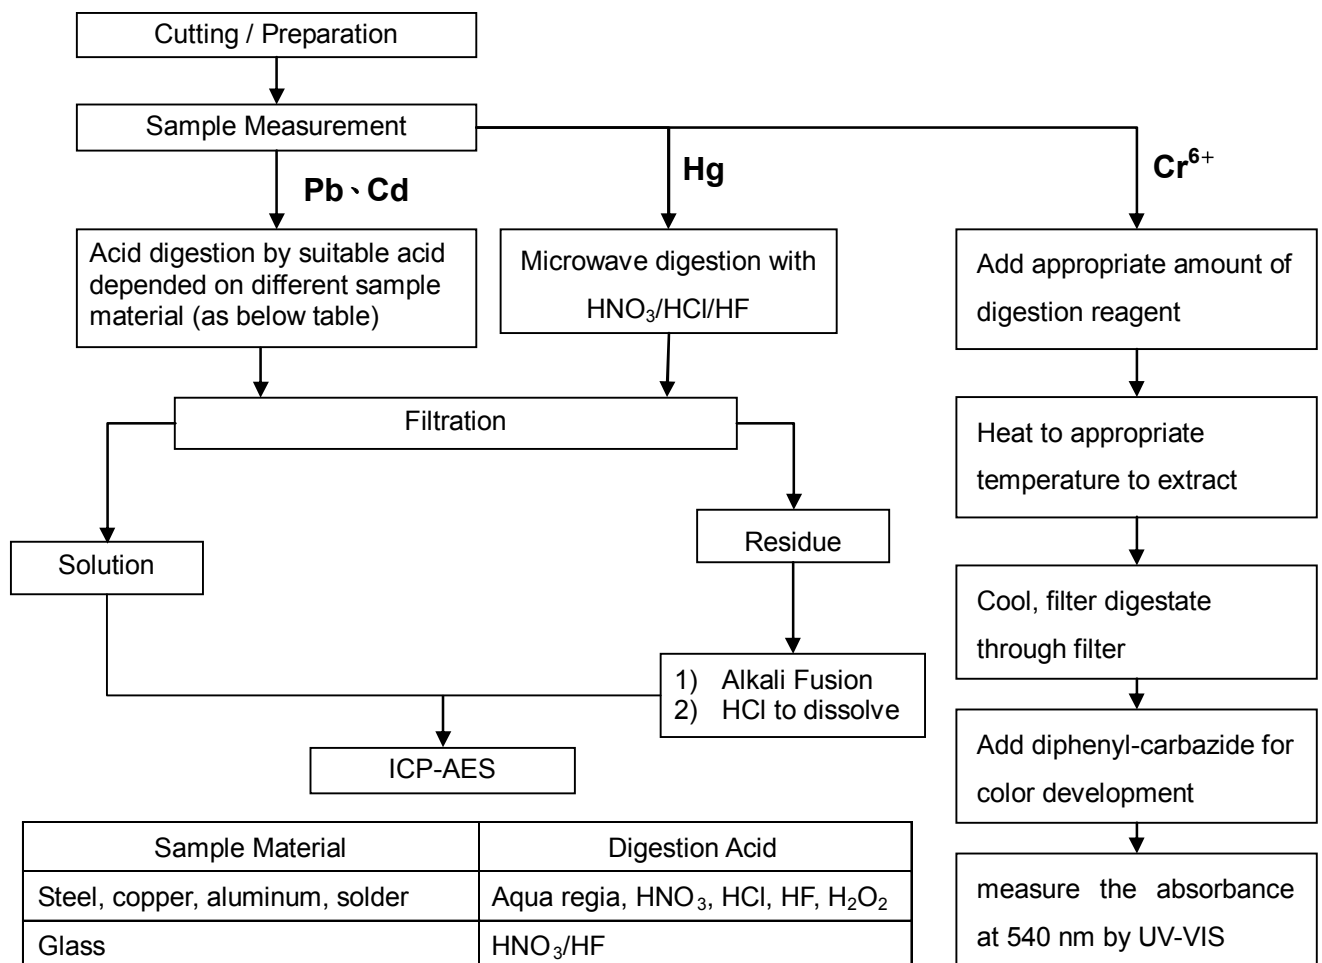 Cutting / Preparation
Sample Measurement
Pb、Cd
Hg
Cr⁶⁺
Acid digestion by suitable acid
depended on different sample
material (as below table)
Microwave digestion with
HNO₃/HCl/HF
Add appropriate amount of
digestion reagent
Filtration
Heat to appropriate
temperature to extract
Solution
Residue
Cool, filter digestate
through filter
1) Alkali Fusion
2) HCl to dissolve
ICP-AES
Add diphenyl-carbazide for
color development
measure the absorbance
at 540 nm by UV-VIS
Sample Material Digestion Acid
Steel, copper, aluminum, solder Aqua regia, HNO₃, HCl, HF, H₂O₂
Glass HNO₃/HF